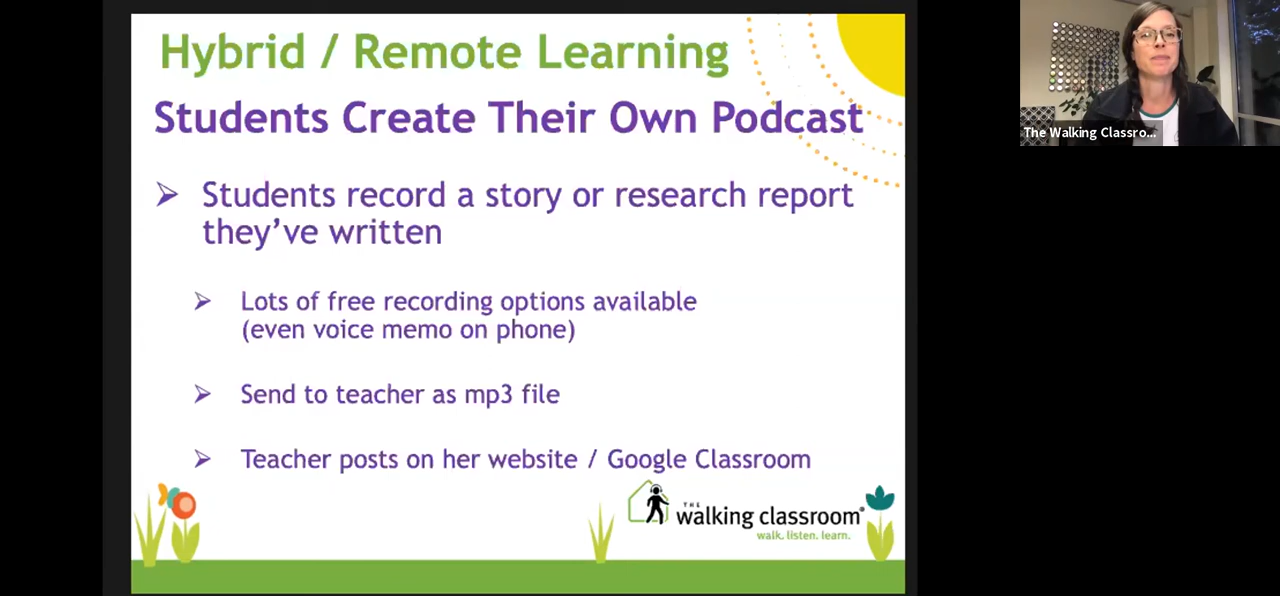 Hybrid / Remote Learning
Students Create Their Own Podcast
Students record a story or research report
they've written
Lots of free recording options available
(even voice memo on phone)
Send to teacher as mp3 file
Teacher posts on her website / Google Classroom
THE
walking classroom®
walk. listen. learn.
The Walking Classro...